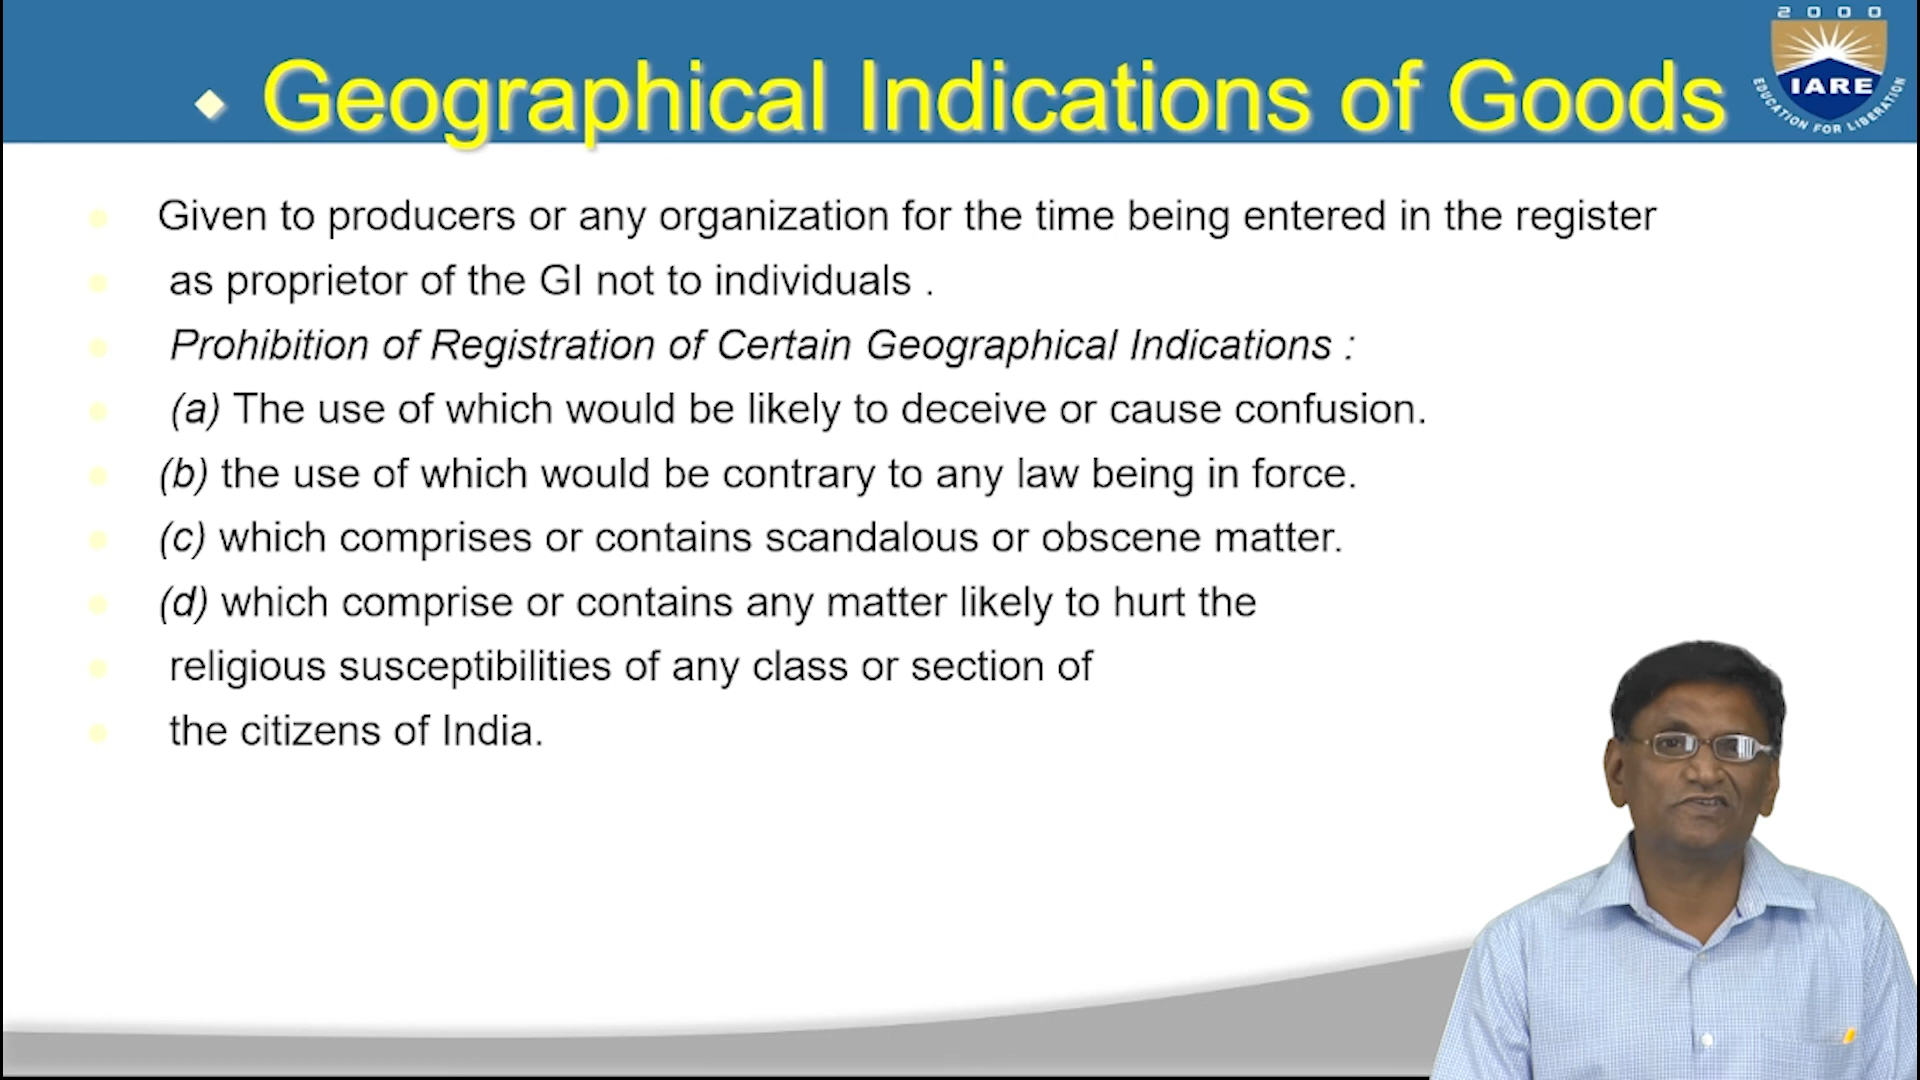 2000
IARE
EDUCATION FOR LIBERATION
Geographical Indications of Goods
Given to producers or any organization for the time being entered in the register
as proprietor of the GI not to individuals .
Prohibition of Registration of Certain Geographical Indications :
(a) The use of which would be likely to deceive or cause confusion.
(b) the use of which would be contrary to any law being in force.
(c) which comprises or contains scandalous or obscene matter.
(d) which comprise or contains any matter likely to hurt the
religious susceptibilities of any class or section of
the citizens of India.